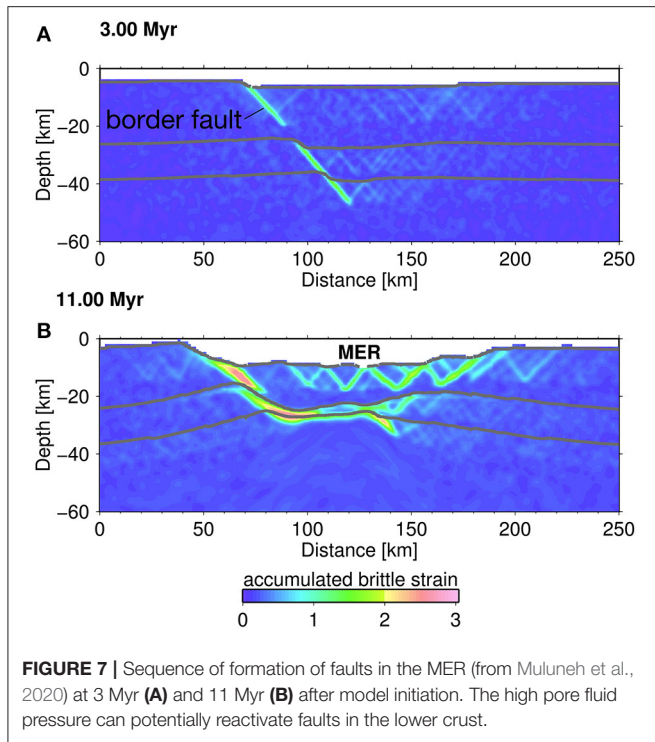 A 3.00 Myr
0
−20
−40
−60
Depth [km]
border fault
0 50 100 150 200 250
Distance [km]
11.00 Myr
B
0
−20
−40
−60
Depth [km]
MER
0 50 100 150 200 250
Distance [km]
accumulated brittle strain
0 1 2 3
FIGURE 7 | Sequence of formation of faults in the MER (from Muluneh et al.,
2020) at 3 Myr (A) and 11 Myr (B) after model initiation. The high pore fluid
pressure can potentially reactivate faults in the lower crust.